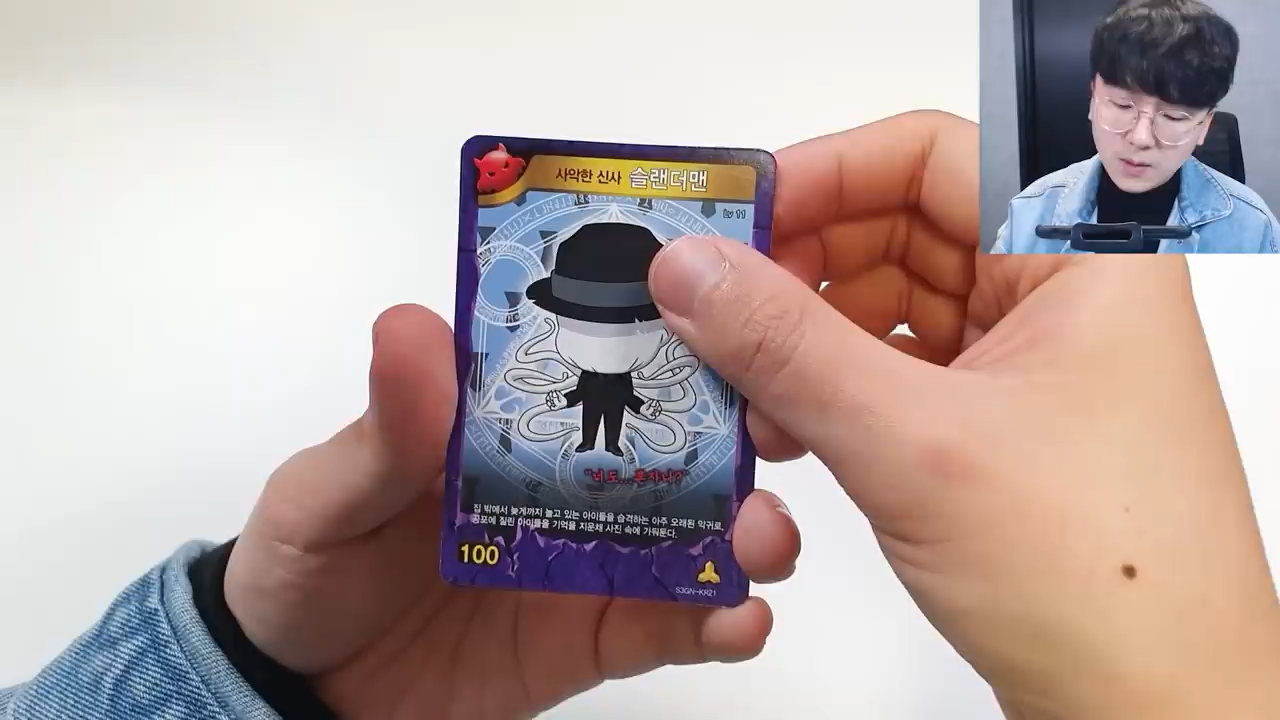 사악한 신사 슬랜더맨
Lv 11
"너도...혼자니?"
집 밖에서 늦게까지 놀고 있는 아이들을 습격하는 아주 오래된 악귀로,
공포에 질린 아이들을 기억을 지운채 사진 속에 가둬둔다.
100
S3GN-KR21